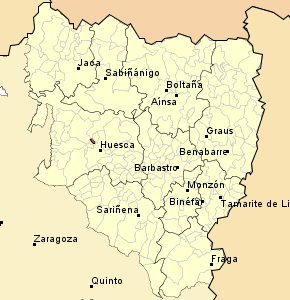 Jaca
Sabiñánigo
Boltaña
Aínsa
Graus
Huesca
Benabarre
Barbastro
Monzón
Binéfar
Tamarite de Li
Sariñena
Zaragoza
Fraga
Quinto